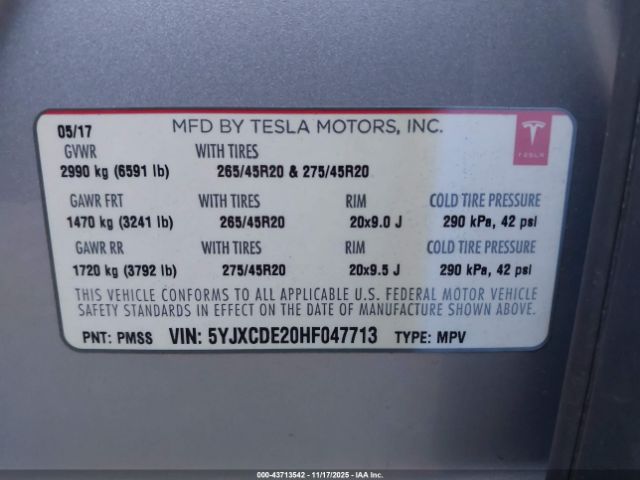 05/17 MFD BY TESLA MOTORS, INC.
GVWR WITH TIRES
TESLA
2990 kg (6591 lb) 265/45R20 & 275/45R20
GAWR FRT WITH TIRES RIM COLD TIRE PRESSURE
1470 kg (3241 lb) 265/45R20 20x9.0 J 290 kPa, 42 psi
GAWR RR WITH TIRES RIM COLD TIRE PRESSURE
1720 kg (3792 lb) 275/45R20 20x9.5 J 290 kPa, 42 psi
THIS VEHICLE CONFORMS TO ALL APPLICABLE U.S. FEDERAL MOTOR VEHICLE
SAFETY STANDARDS IN EFFECT ON THE DATE OF MANUFACTURE SHOWN ABOVE.
PNT: PMSS VIN: 5YJXCDE20HF047713 TYPE: MPV
000-43713542 - 11/17/2025 - IAA Inc.